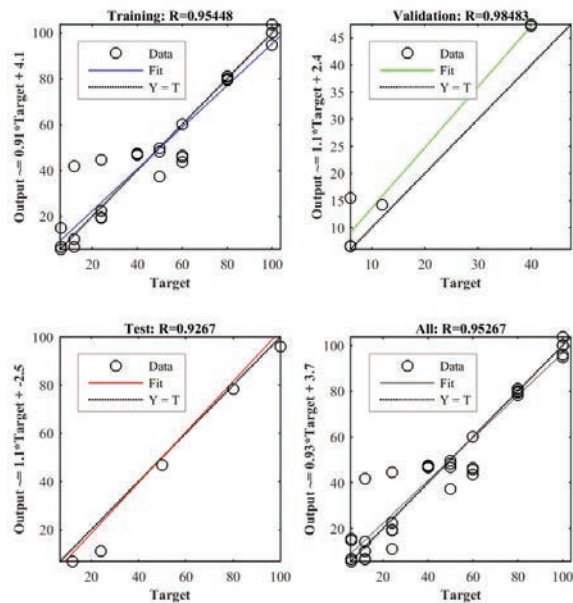 Training: R=0.95448
Output ~= 0.91*Target + 4.1
100
80
60
40
20
Data
Fit
Y = T
20 40 60 80 100
Target
Validation: R=0.98483
Output ~= 1.1*Target + 2.4
45
40
35
30
25
20
15
10
Data
Fit
Y = T
10 20 30 40
Target
Test: R=0.9267
Output ~= 1.1*Target + -2.5
100
80
60
40
20
Data
Fit
Y = T
20 40 60 80 100
Target
All: R=0.95267
Output ~= 0.93*Target + 3.7
100
80
60
40
20
Data
Fit
Y = T
20 40 60 80 100
Target